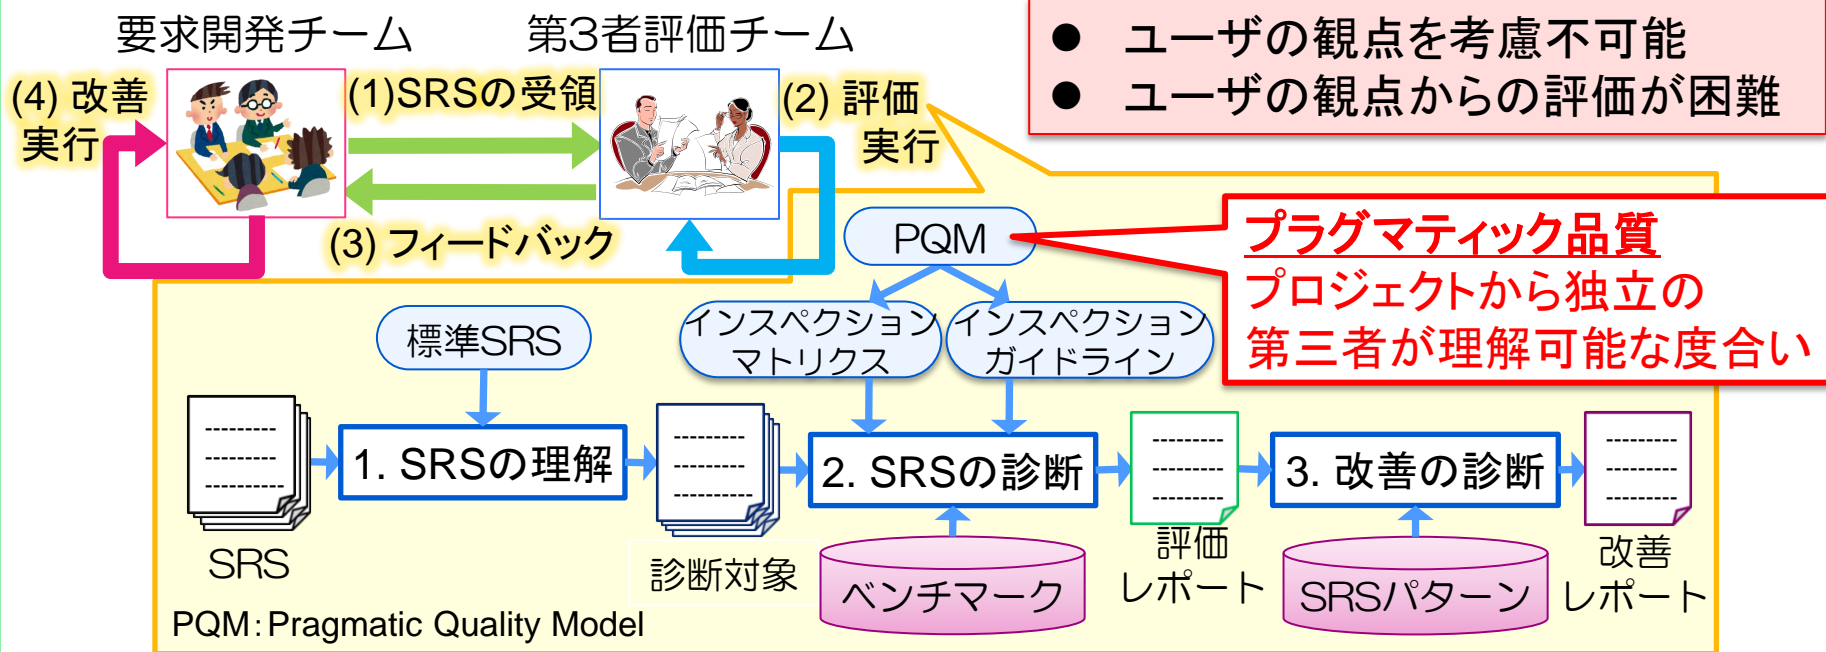 要求開発チーム
第3者評価チーム
● ユーザの観点を考慮不可能
● ユーザの観点からの評価が困難
(4) 改善
実行
(1)SRSの受領
(2) 評価
実行
(3) フィードバック
PQM
プラグマティック品質
プロジェクトから独立の
第三者が理解可能な度合い
標準SRS
インスペクション
マトリクス
インスペクション
ガイドライン
1. SRSの理解
2. SRSの診断
3. 改善の診断
SRS
診断対象
ベンチマーク
評価
レポート
SRSパターン
改善
レポート
PQM:Pragmatic Quality Model